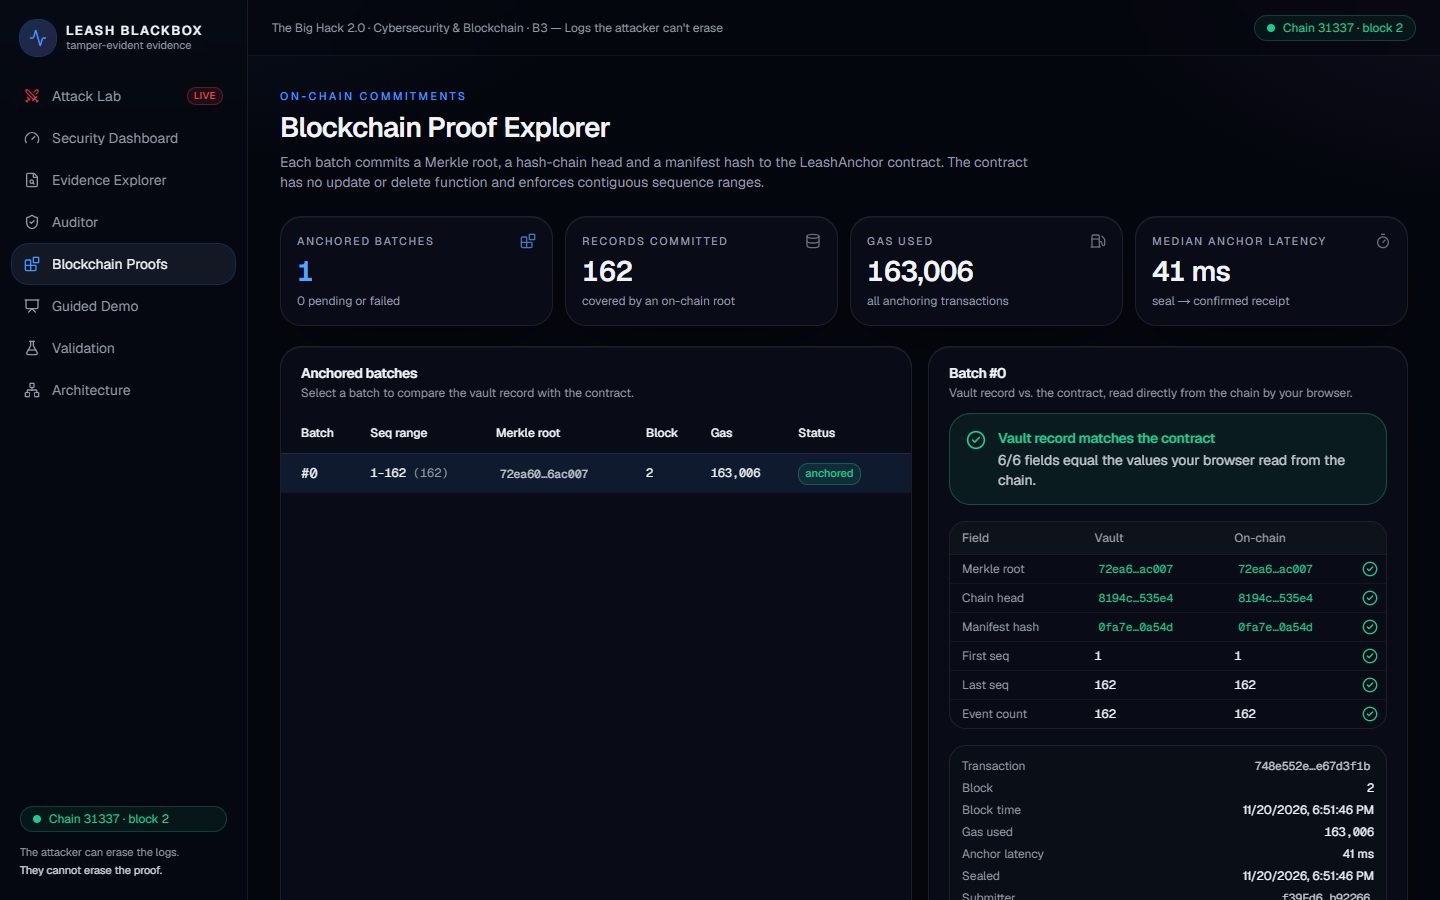 LEASH BLACKBOX
tamper-evident evidence
Attack Lab LIVE
Security Dashboard
Evidence Explorer
Auditor
Blockchain Proofs
Guided Demo
Validation
Architecture
Chain 31337 · block 2
The attacker can erase the logs.
They cannot erase the proof.
The Big Hack 2.0 · Cybersecurity & Blockchain · B3 — Logs the attacker can't erase
Chain 31337 · block 2
ON-CHAIN COMMITMENTS
Blockchain Proof Explorer
Each batch commits a Merkle root, a hash-chain head and a manifest hash to the LeashAnchor contract. The contract
has no update or delete function and enforces contiguous sequence ranges.
ANCHORED BATCHES
1
0 pending or failed
RECORDS COMMITTED
162
covered by an on-chain root
GAS USED
163,006
all anchoring transactions
MEDIAN ANCHOR LATENCY
41 ms
seal → confirmed receipt
Anchored batches
Select a batch to compare the vault record with the contract.
Batch Seq range Merkle root Block Gas Status
#0 1–162 (162) 72ea60…6ac007 2 163,006 anchored
Batch #0
Vault record vs. the contract, read directly from the chain by your browser.
Vault record matches the contract
6/6 fields equal the values your browser read from the
chain.
Field Vault On-chain
Merkle root 72ea6…ac007 72ea6…ac007
Chain head 8194c…535e4 8194c…535e4
Manifest hash 0fa7e…0a54d 0fa7e…0a54d
First seq 1 1
Last seq 162 162
Event count 162 162
Transaction 748e552e…e67d3f1b
Block 2
Block time 11/20/2026, 6:51:46 PM
Gas used 163,006
Anchor latency 41 ms
Sealed 11/20/2026, 6:51:46 PM
Submitter f39Fd6…b92266